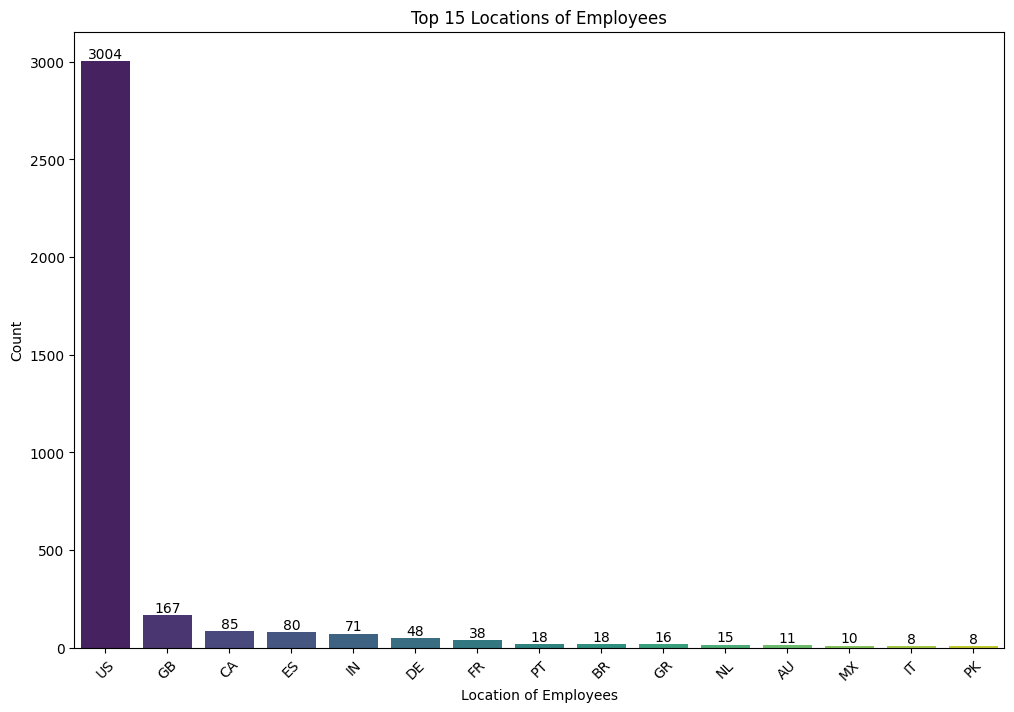 Top 15 Locations of Employees
3004
3000
2500
2000
1500
1000
500
0
Count
167
85
80
71
48
38
18
18
16
15
11
10
8
8
US
GB
CA
ES
IN
DE
FR
PT
BR
GR
NL
AU
MX
IT
PK
Location of Employees